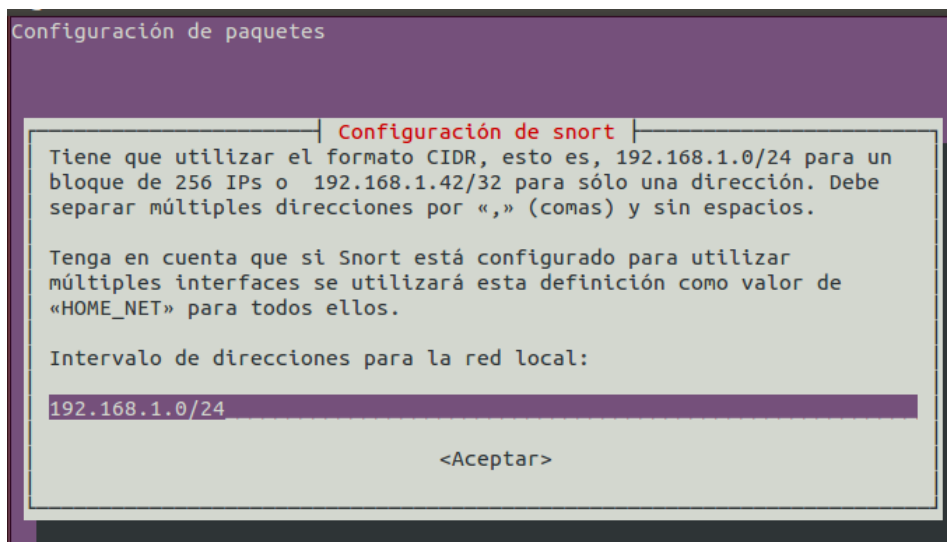 Configuración de paquetes
Configuración de snort
Tiene que utilizar el formato CIDR, esto es, 192.168.1.0/24 para un
bloque de 256 IPs o  192.168.1.42/32 para sólo una dirección. Debe
separar múltiples direcciones por «,» (comas) y sin espacios.
Tenga en cuenta que si Snort está configurado para utilizar
múltiples interfaces se utilizará esta definición como valor de
«HOME_NET» para todos ellos.
Intervalo de direcciones para la red local:
192.168.1.0/24
<Aceptar>